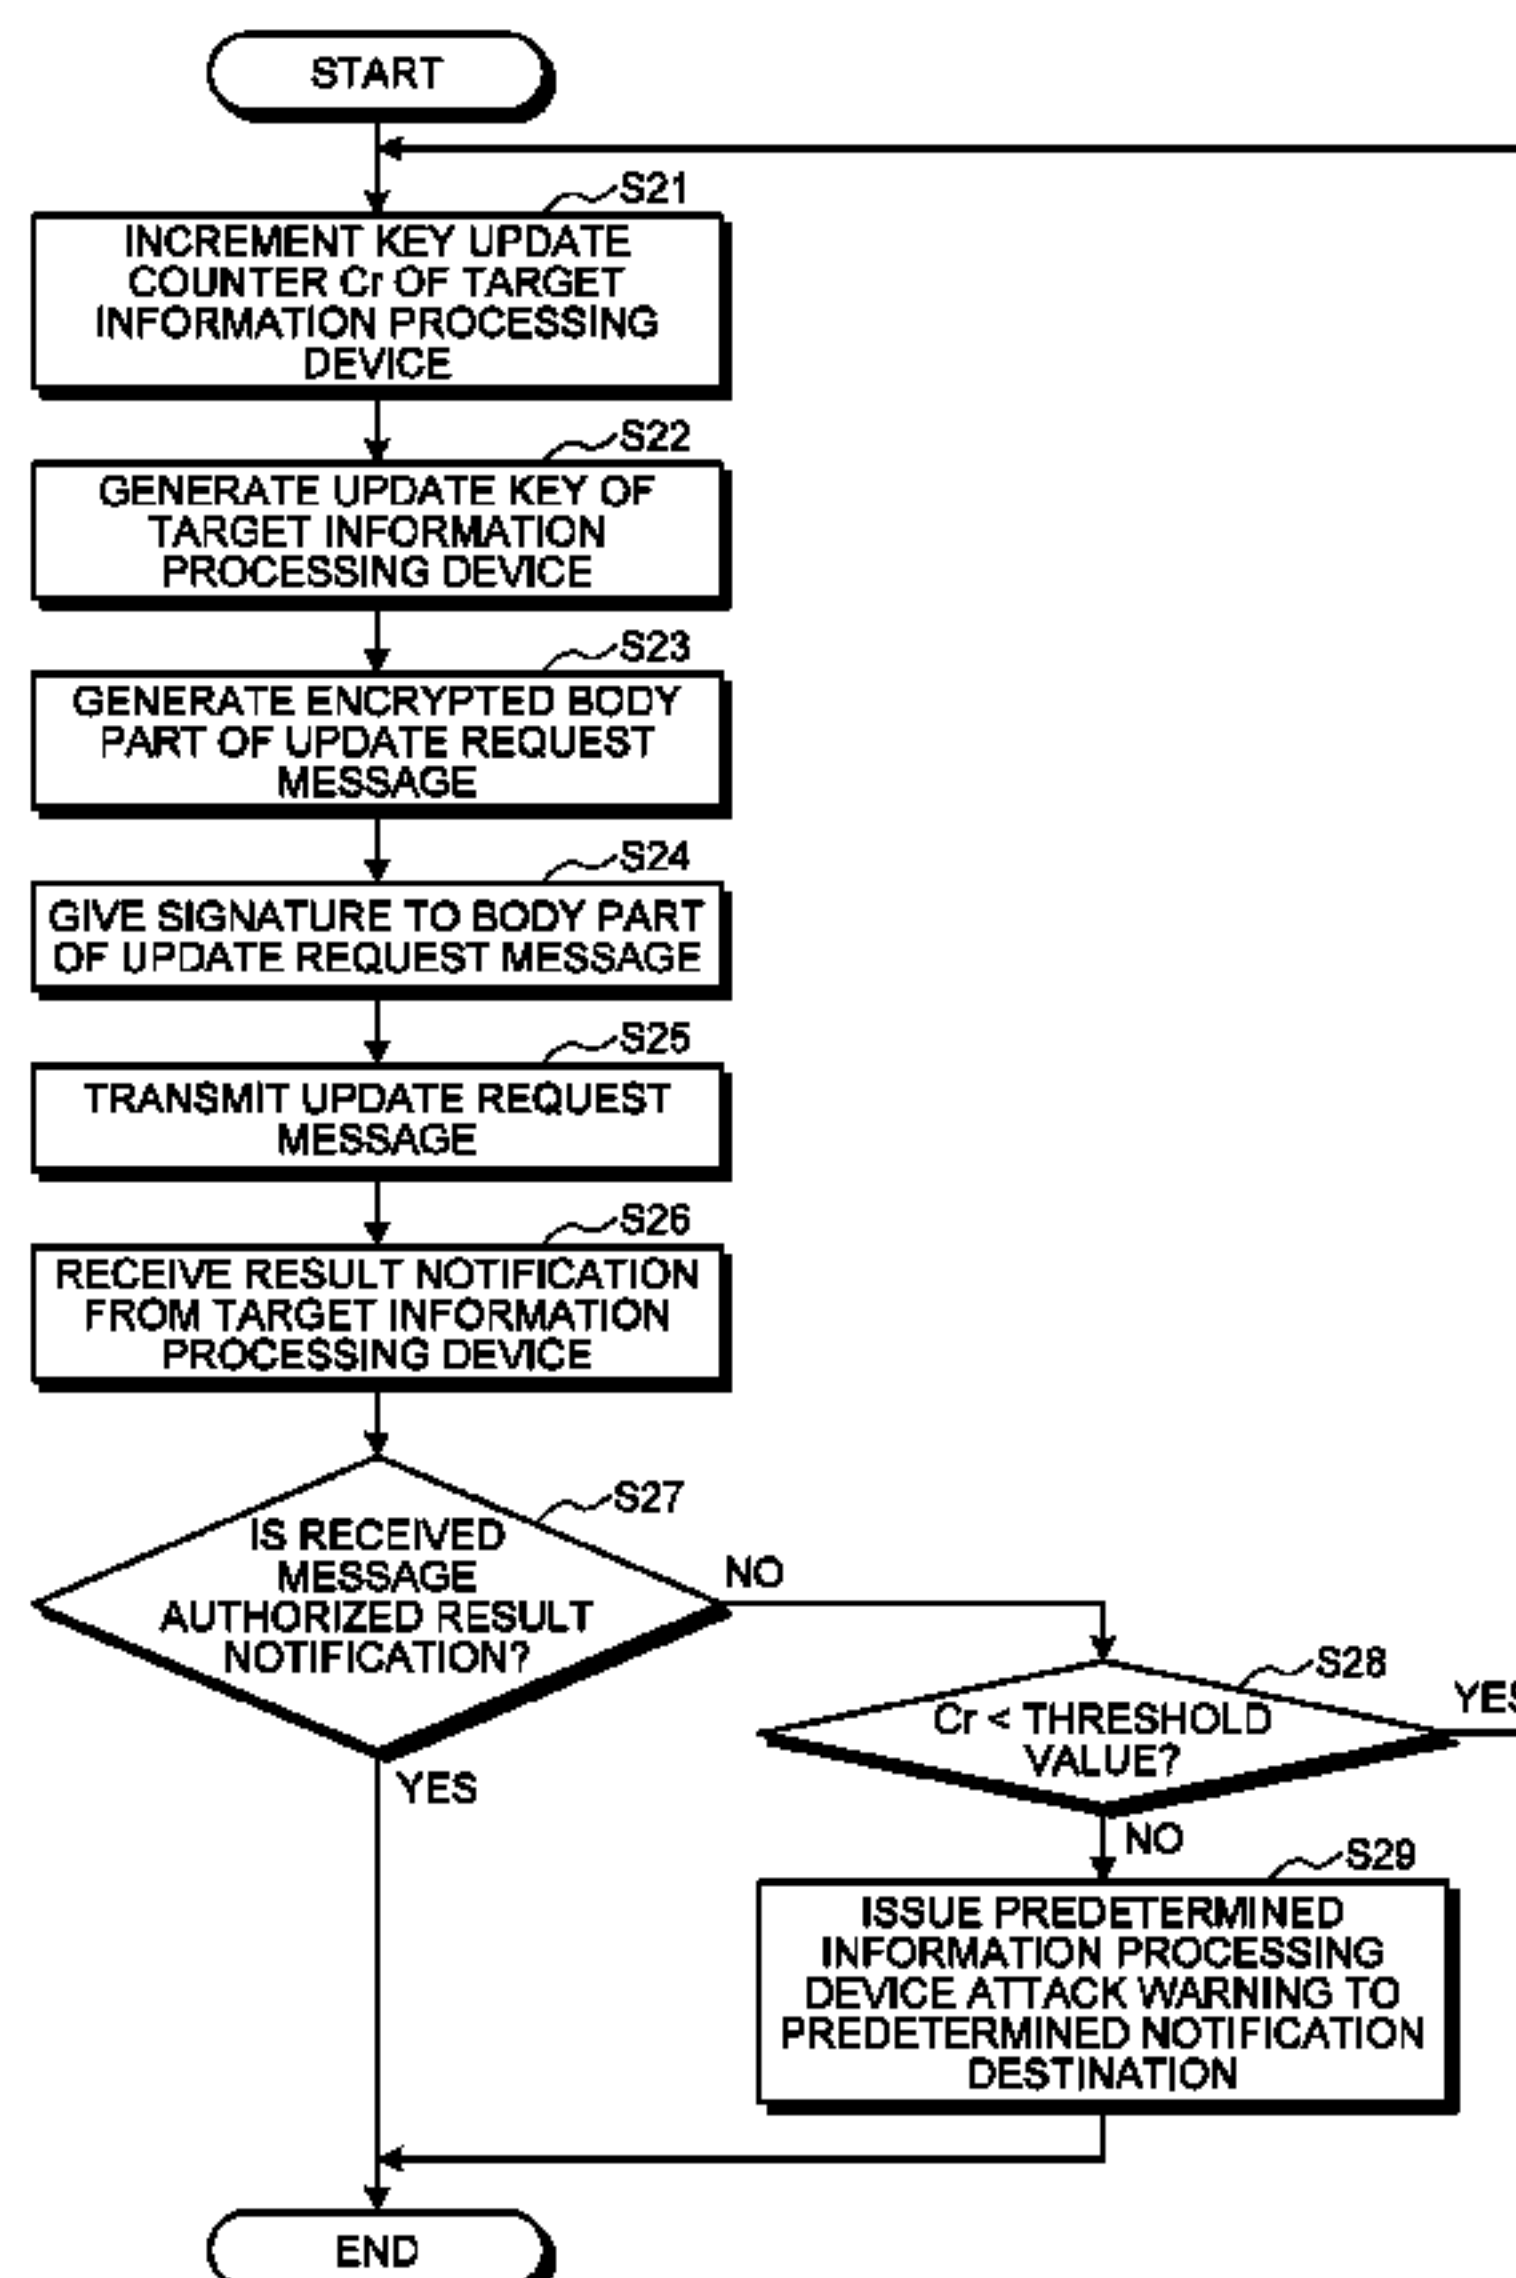 START
S21
INCREMENT KEY UPDATE
COUNTER Cr OF TARGET
INFORMATION PROCESSING
DEVICE
S22
GENERATE UPDATE KEY OF
TARGET INFORMATION
PROCESSING DEVICE
S23
GENERATE ENCRYPTED BODY
PART OF UPDATE REQUEST
MESSAGE
S24
GIVE SIGNATURE TO BODY PART
OF UPDATE REQUEST MESSAGE
S25
TRANSMIT UPDATE REQUEST
MESSAGE
S26
RECEIVE RESULT NOTIFICATION
FROM TARGET INFORMATION
PROCESSING DEVICE
S27
IS RECEIVED
MESSAGE
AUTHORIZED RESULT
NOTIFICATION?
NO
YES
S28
Cr < THRESHOLD
VALUE?
YES
NO
S29
ISSUE PREDETERMINED
INFORMATION PROCESSING
DEVICE ATTACK WARNING TO
PREDETERMINED NOTIFICATION
DESTINATION
END